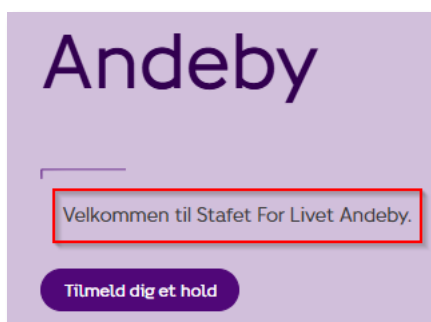 Andeby
Velkommen til Stafet For Livet Andeby.
Tilmeld dig et hold